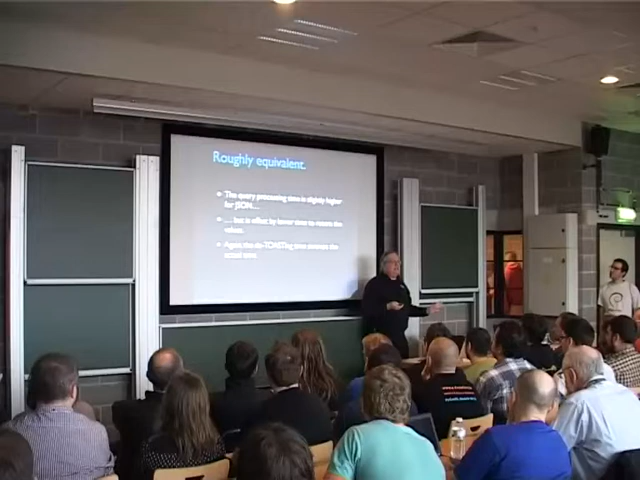 Roughly equivalent.
• The query processing time is slightly higher
for JSON...
• ... but is offset by lower time to return the
values.
• Again, the de-TOASTing time overrides the
actual time.